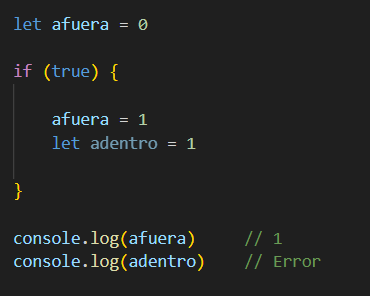 let afuera = 0
if (true) {
afuera = 1
let adentro = 1
}
console.log(afuera) // 1
console.log(adentro) // Error